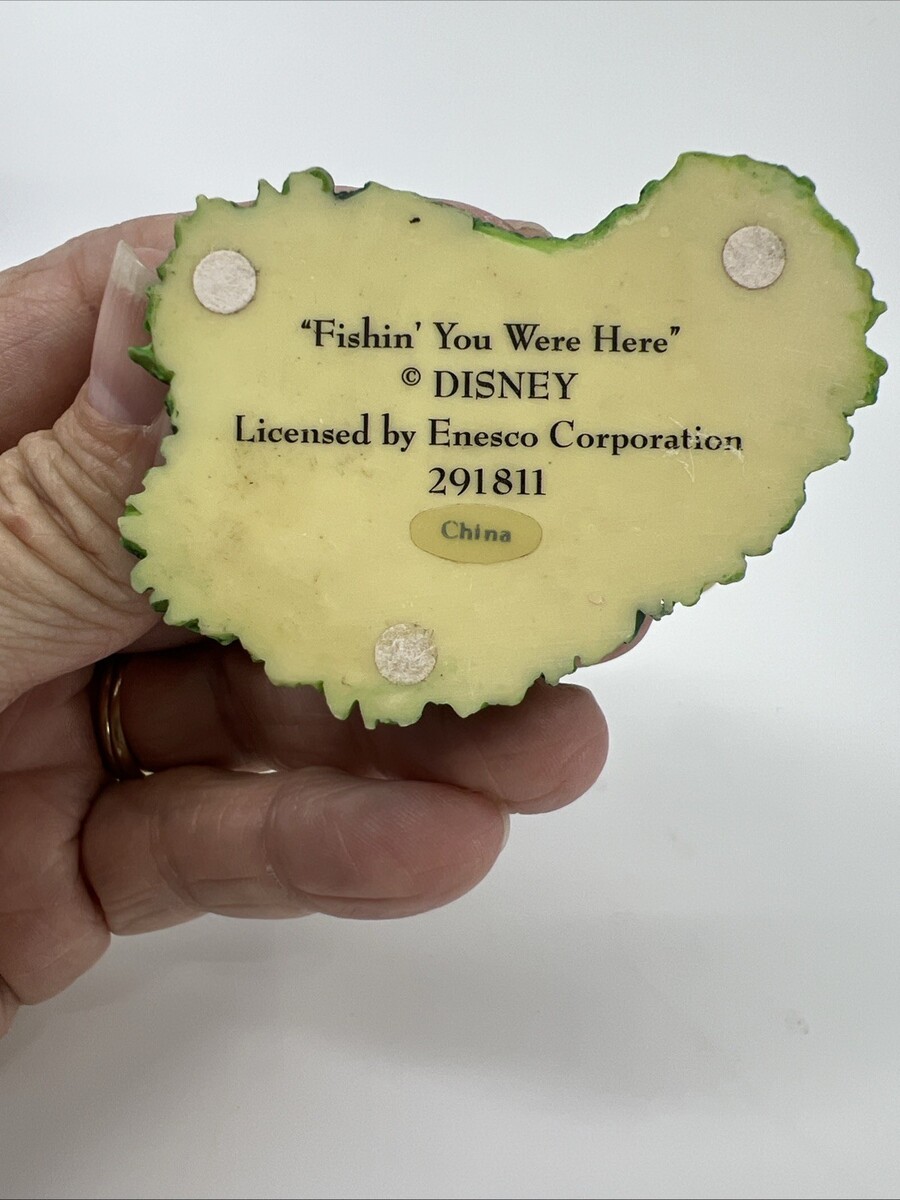 “Fishin' You Were Here”
© DISNEY
Licensed by Enesco Corporation
291811
China